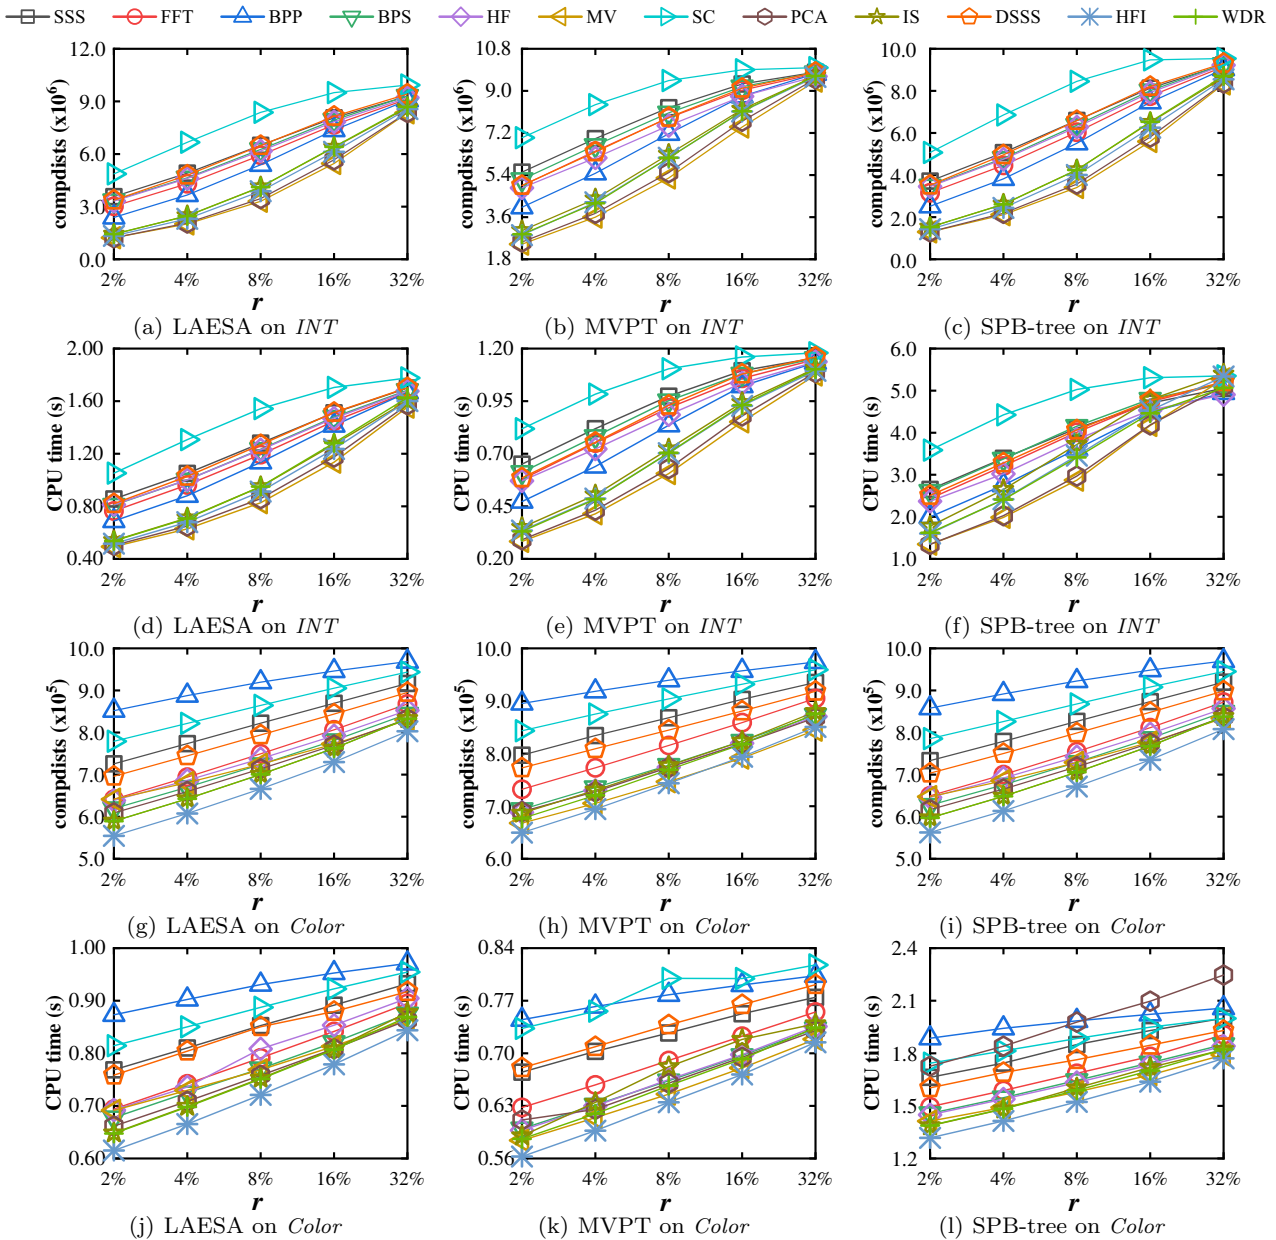 SSS FFT BPP BPS HF MV SC PCA IS DSSS HFI WDR
compdists (x10⁶)
12.0
9.0
6.0
3.0
0.0
2% 4% 8% 16% 32%
r
(a) LAESA on INT
compdists (x10⁶)
10.8
9.0
7.2
5.4
3.6
1.8
2% 4% 8% 16% 32%
r
(b) MVPT on INT
compdists (x10⁶)
10.0
8.0
6.0
4.0
2.0
0.0
2% 4% 8% 16% 32%
r
(c) SPB-tree on INT
CPU time (s)
2.00
1.60
1.20
0.80
0.40
2% 4% 8% 16% 32%
r
(d) LAESA on INT
CPU time (s)
1.20
0.95
0.70
0.45
0.20
2% 4% 8% 16% 32%
r
(e) MVPT on INT
CPU time (s)
6.0
5.0
4.0
3.0
2.0
1.0
2% 4% 8% 16% 32%
r
(f) SPB-tree on INT
compdists (x10⁵)
10.0
9.0
8.0
7.0
6.0
5.0
2% 4% 8% 16% 32%
r
(g) LAESA on Color
compdists (x10⁵)
10.0
9.0
8.0
7.0
6.0
2% 4% 8% 16% 32%
r
(h) MVPT on Color
compdists (x10⁵)
10.0
9.0
8.0
7.0
6.0
5.0
2% 4% 8% 16% 32%
r
(i) SPB-tree on Color
CPU time (s)
1.00
0.90
0.80
0.70
0.60
2% 4% 8% 16% 32%
r
(j) LAESA on Color
CPU time (s)
0.84
0.77
0.70
0.63
0.56
2% 4% 8% 16% 32%
r
(k) MVPT on Color
CPU time (s)
2.4
2.1
1.8
1.5
1.2
2% 4% 8% 16% 32%
r
(l) SPB-tree on Color